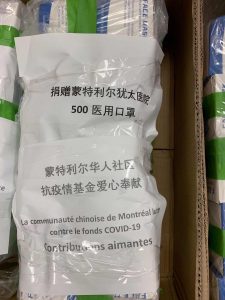 FACE MASK
捐赠蒙特利尔犹太医院
500 医用口罩
蒙特利尔华人社区
抗疫情基金爱心奉献
La communauté chinoise de Montréal
contre le fonds COVID-19
Contributions aimantes